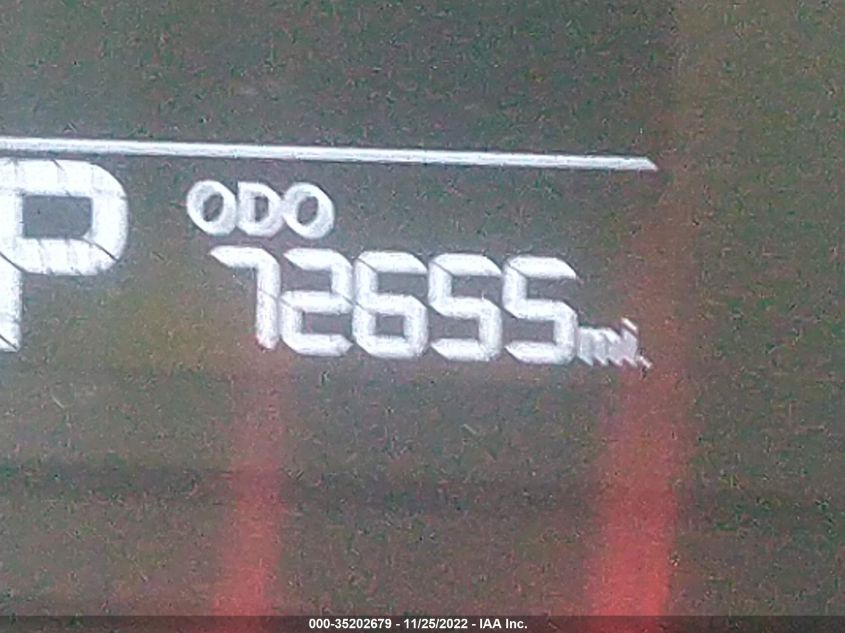 P
ODO
72655 mi.
000-35202679 - 11/25/2022 - IAA Inc.